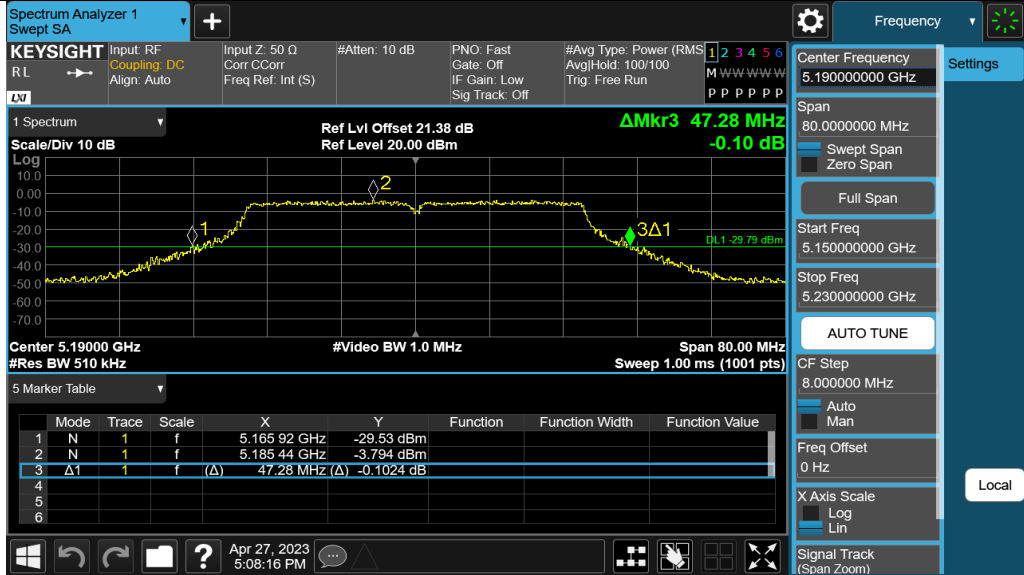 Spectrum Analyzer 1
Swept SA
+
Frequency
KEYSIGHT
R L
LXI
Input: RF
Coupling: DC
Align: Auto
Input Z: 50 Ω
Corr CCorr
Freq Ref: Int (S)
#Atten: 10 dB
PNO: Fast
Gate: Off
IF Gain: Low
Sig Track: Off
#Avg Type: Power (RMS
Avg|Hold: 100/100
Trig: Free Run
1 2 3 4 5 6
M W W W W W
P P P P P P
1 Spectrum
Scale/Div 10 dB
Ref Lvl Offset 21.38 dB
Ref Level 20.00 dBm
ΔMkr3 47.28 MHz
-0.10 dB
Log
10.0
0.00
-10.0
-20.0
-30.0
-40.0
-50.0
-60.0
-70.0
1
2
3Δ1
DL1 -29.79 dBm
Center 5.19000 GHz
#Video BW 1.0 MHz
Span 80.00 MHz
#Res BW 510 kHz
Sweep 1.00 ms (1001 pts)
5 Marker Table
Mode Trace Scale X Y Function Function Width Function Value
1 N 1 f 5.165 92 GHz -29.53 dBm
2 N 1 f 5.185 44 GHz -3.794 dBm
3 Δ1 1 f (Δ) 47.28 MHz (Δ) -0.1024 dB
4
5
6
Center Frequency
5.190000000 GHz
Span
80.0000000 MHz
Swept Span
Zero Span
Full Span
Start Freq
5.150000000 GHz
Stop Freq
5.230000000 GHz
AUTO TUNE
CF Step
8.000000 MHz
Auto
Man
Freq Offset
0 Hz
X Axis Scale
Log
Lin
Signal Track
(Span Zoom)
Settings
Local
?
Apr 27, 2023
5:08:16 PM